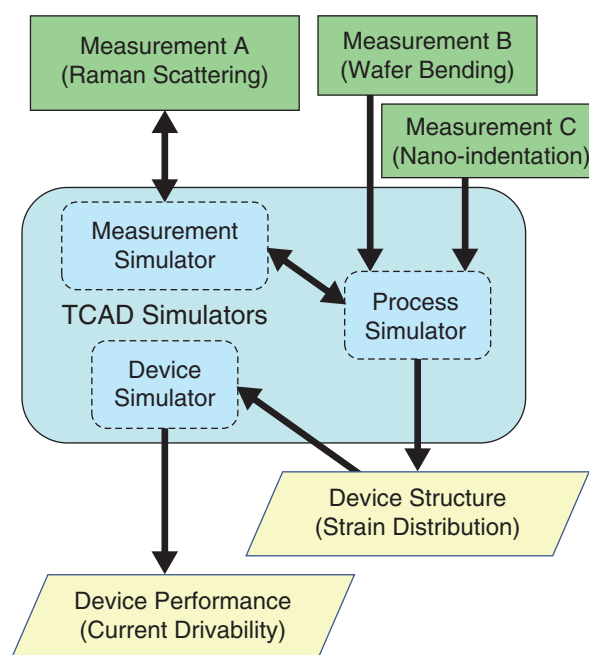 Measurement A
(Raman Scattering)
Measurement B
(Wafer Bending)
Measurement C
(Nano-indentation)
Measurement
Simulator
Process
Simulator
TCAD Simulators
Device
Simulator
Device Structure
(Strain Distribution)
Device Performance
(Current Drivability)